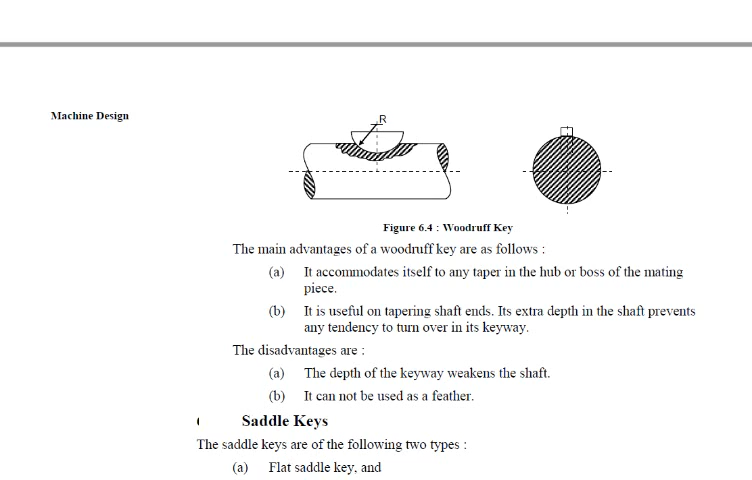 Machine Design
R
Figure 6.4 : Woodruff Key
The main advantages of a woodruff key are as follows :
(a) It accommodates itself to any taper in the hub or boss of the mating
piece.
(b) It is useful on tapering shaft ends. Its extra depth in the shaft prevents
any tendency to turn over in its keyway.
The disadvantages are :
(a) The depth of the keyway weakens the shaft.
(b) It can not be used as a feather.
Saddle Keys
The saddle keys are of the following two types :
(a) Flat saddle key, and